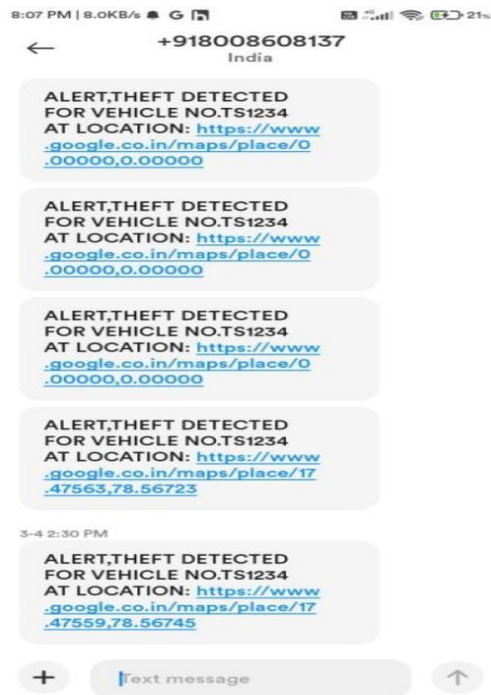 8:07 PM | 8.0KB/s G
21%
+918008608137
India
ALERT,THEFT DETECTED
FOR VEHICLE NO.TS1234
AT LOCATION: https://www
.google.co.in/maps/place/0
.00000,0.00000
ALERT,THEFT DETECTED
FOR VEHICLE NO.TS1234
AT LOCATION: https://www
.google.co.in/maps/place/0
.00000,0.00000
ALERT,THEFT DETECTED
FOR VEHICLE NO.TS1234
AT LOCATION: https://www
.google.co.in/maps/place/0
.00000,0.00000
ALERT,THEFT DETECTED
FOR VEHICLE NO.TS1234
AT LOCATION: https://www
.google.co.in/maps/place/17
.47563,78.56723
3-4 2:30 PM
ALERT,THEFT DETECTED
FOR VEHICLE NO.TS1234
AT LOCATION: https://www
.google.co.in/maps/place/17
.47559,78.56745
Text message